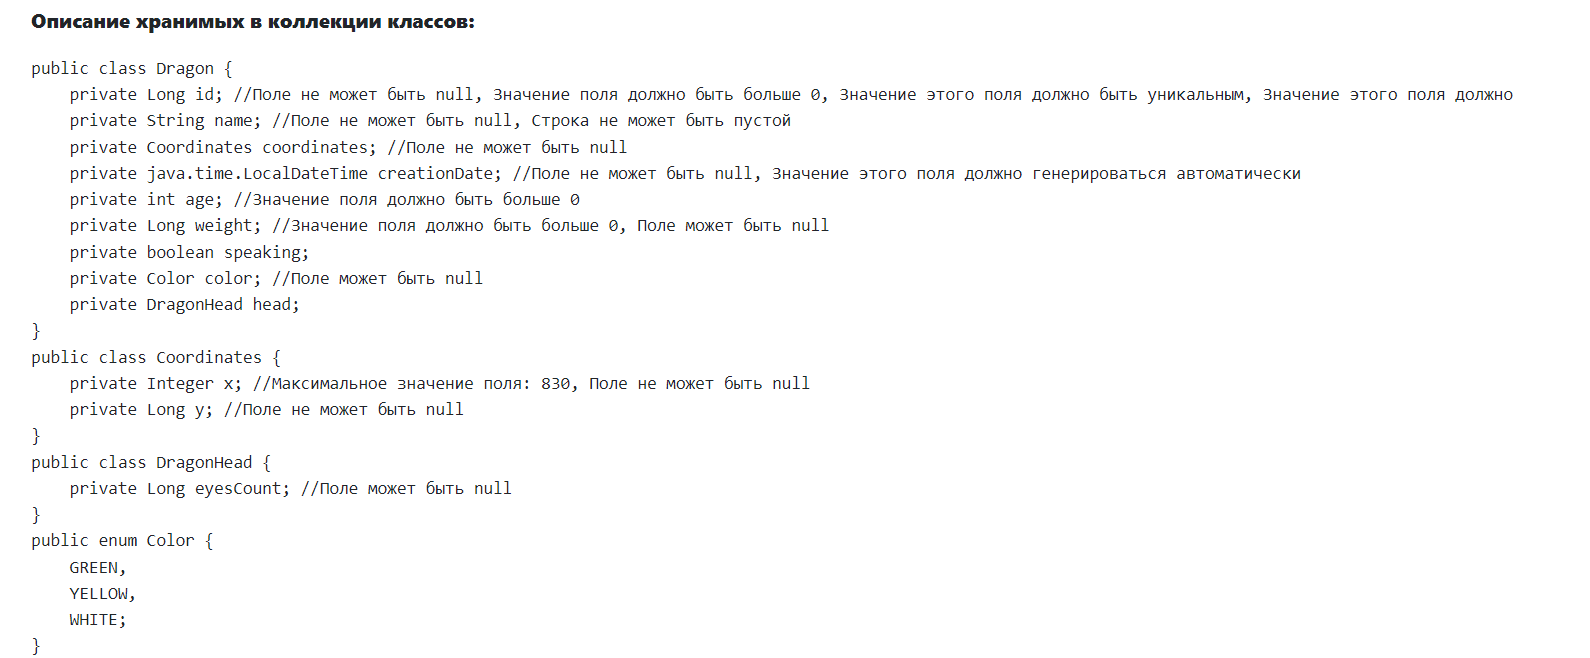 Описание хранимых в коллекции классов:
public class Dragon {
    private Long id; //Поле не может быть null, Значение поля должно быть больше 0, Значение этого поля должно быть уникальным, Значение этого поля должно
    private String name; //Поле не может быть null, Строка не может быть пустой
    private Coordinates coordinates; //Поле не может быть null
    private java.time.LocalDateTime creationDate; //Поле не может быть null, Значение этого поля должно генерироваться автоматически
    private int age; //Значение поля должно быть больше 0
    private Long weight; //Значение поля должно быть больше 0, Поле может быть null
    private boolean speaking;
    private Color color; //Поле может быть null
    private DragonHead head;
}
public class Coordinates {
    private Integer x; //Максимальное значение поля: 830, Поле не может быть null
    private Long y; //Поле не может быть null
}
public class DragonHead {
    private Long eyesCount; //Поле может быть null
}
public enum Color {
    GREEN,
    YELLOW,
    WHITE;
}